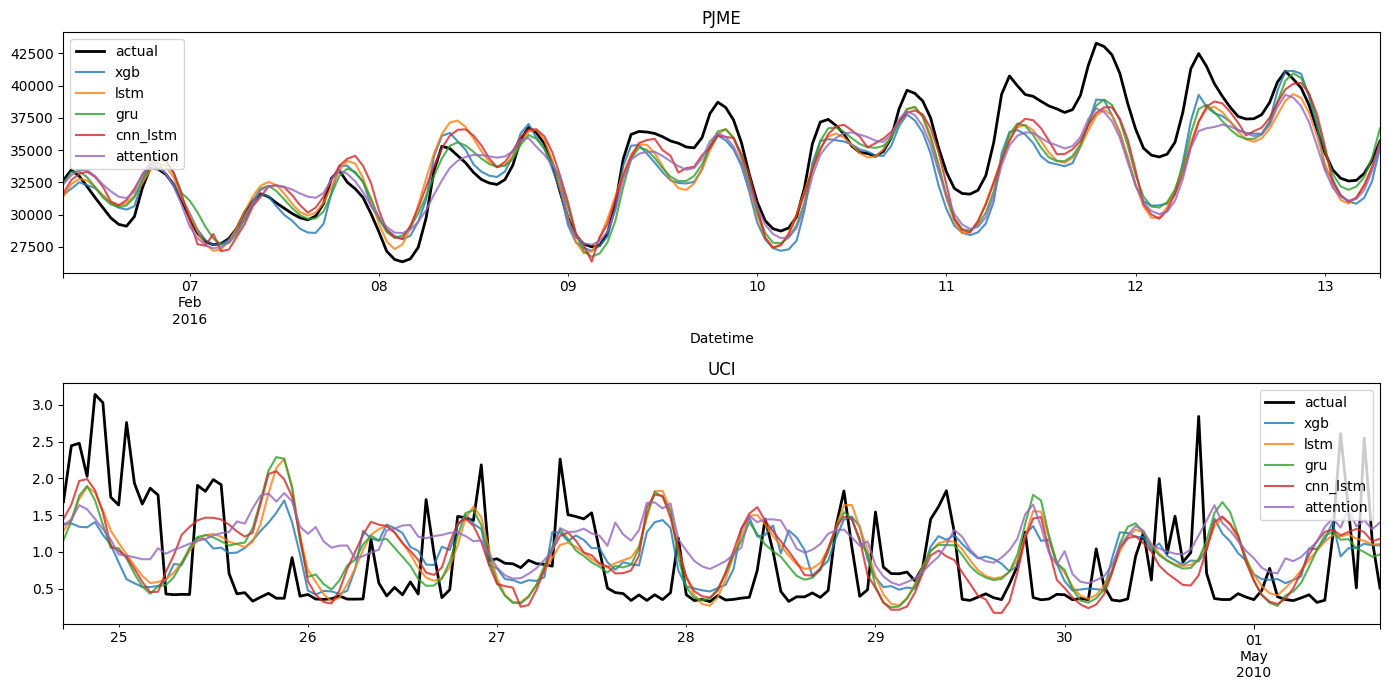 PJME
42500
40000
37500
35000
32500
30000
27500
actual
xgb
lstm
gru
cnn_lstm
attention
07
Feb
2016
08
09
10
11
12
13
Datetime
UCI
3.0
2.5
2.0
1.5
1.0
0.5
actual
xgb
lstm
gru
cnn_lstm
attention
25
26
27
28
29
30
01
May
2010